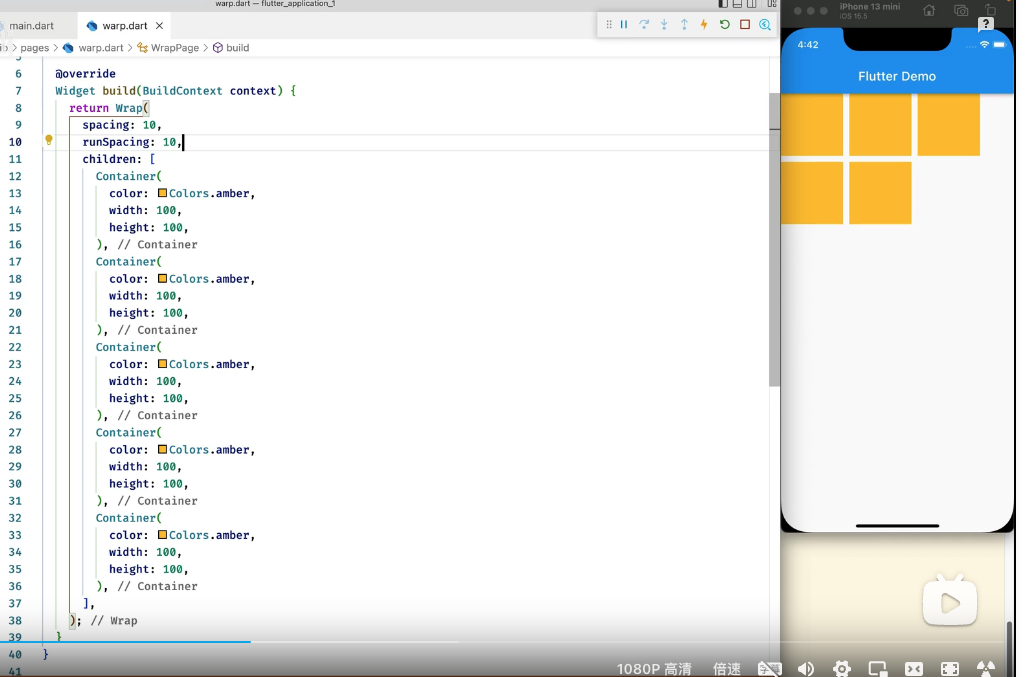 warp.dart — flutter_application_1
main.dart
warp.dart
pages > warp.dart > WrapPage > build
6 @override
7 Widget build(BuildContext context) {
8 return Wrap(
9 spacing: 10,
10 runSpacing: 10,
11 children: [
12 Container(
13 color: Colors.amber,
14 width: 100,
15 height: 100,
16 ), // Container
17 Container(
18 color: Colors.amber,
19 width: 100,
20 height: 100,
21 ), // Container
22 Container(
23 color: Colors.amber,
24 width: 100,
25 height: 100,
26 ), // Container
27 Container(
28 color: Colors.amber,
29 width: 100,
30 height: 100,
31 ), // Container
32 Container(
33 color: Colors.amber,
34 width: 100,
35 height: 100,
36 ), // Container
37 ],
38 ); // Wrap
39 }
40 }
41
iPhone 13 mini
iOS 15.5
?
4:42
Flutter Demo
1080P 高清
倍速
字幕